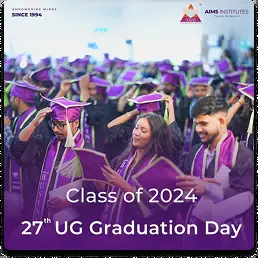 EMPOWERING MINDS
SINCE 1994
AIMS INSTITUTES
Class of 2024
27th UG Graduation Day